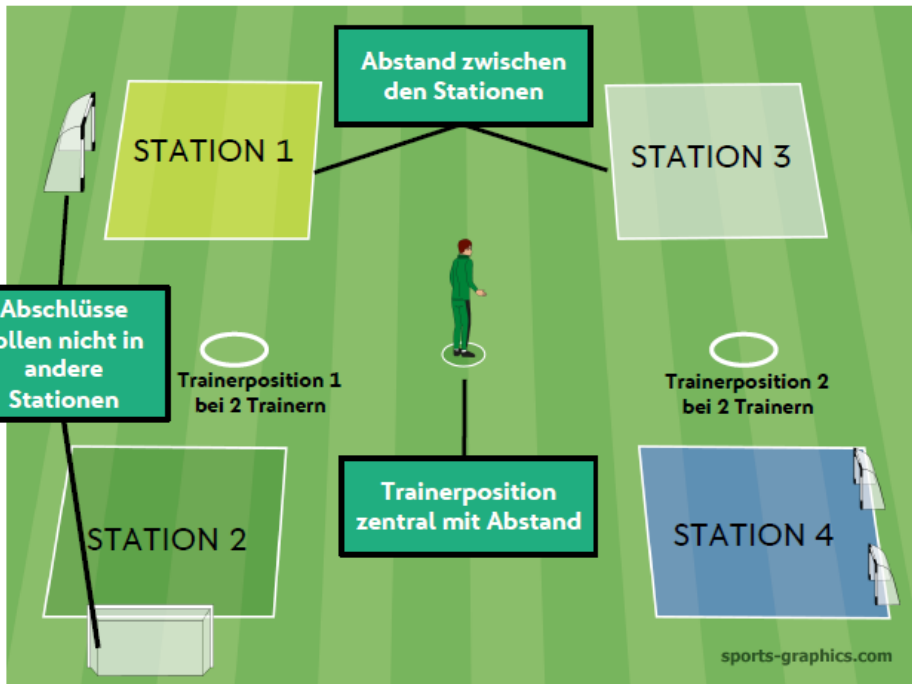 Abstand zwischen
den Stationen
STATION 1
STATION 3
Abschlüsse
ollen nicht in
andere
Stationen
Trainerposition 1
bei 2 Trainern
Trainerposition 2
bei 2 Trainern
Trainerposition
zentral mit Abstand
STATION 2
STATION 4
sports-graphics.com